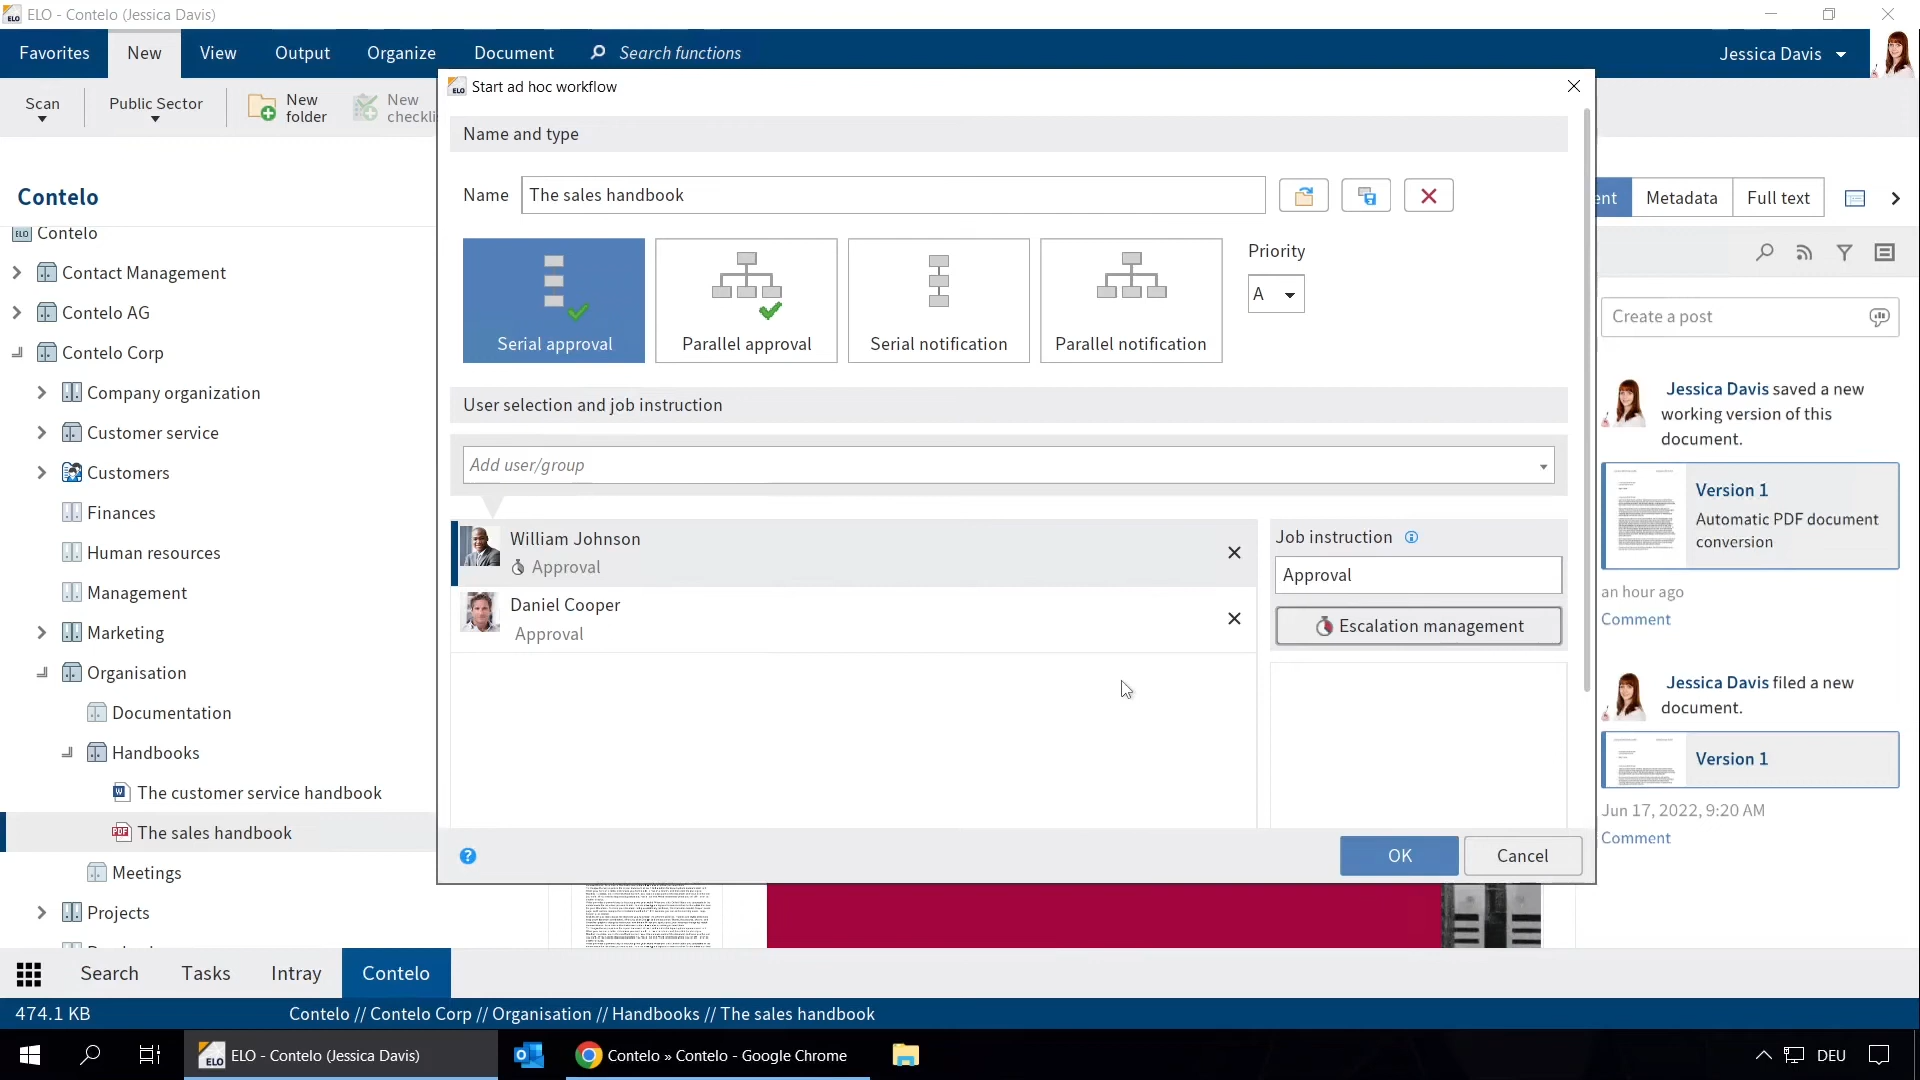 ELO - Contelo (Jessica Davis)
Favorites
New
View
Output
Organize
Document
Search functions
Jessica Davis
Scan
Public Sector
New
folder
New
checkli
Start ad hoc workflow
Name and type
Name
The sales handbook
Serial approval
Parallel approval
Serial notification
Parallel notification
Priority
A
User selection and job instruction
Add user/group
William Johnson
Approval
Daniel Cooper
Approval
Job instruction
Approval
Escalation management
OK
Cancel
Contelo
ELO Contelo
Contact Management
Contelo AG
Contelo Corp
Company organization
Customer service
Customers
Finances
Human resources
Management
Marketing
Organisation
Documentation
Handbooks
The customer service handbook
PDF The sales handbook
Meetings
Projects
ent
Metadata
Full text
Create a post
Jessica Davis saved a new
working version of this
document.
Version 1
Automatic PDF document
conversion
an hour ago
Comment
Jessica Davis filed a new
document.
Version 1
Jun 17, 2022, 9:20 AM
Comment
Search
Tasks
Intray
Contelo
474.1 KB
Contelo // Contelo Corp // Organisation // Handbooks // The sales handbook
ELO - Contelo (Jessica Davis)
Contelo » Contelo - Google Chrome
DEU